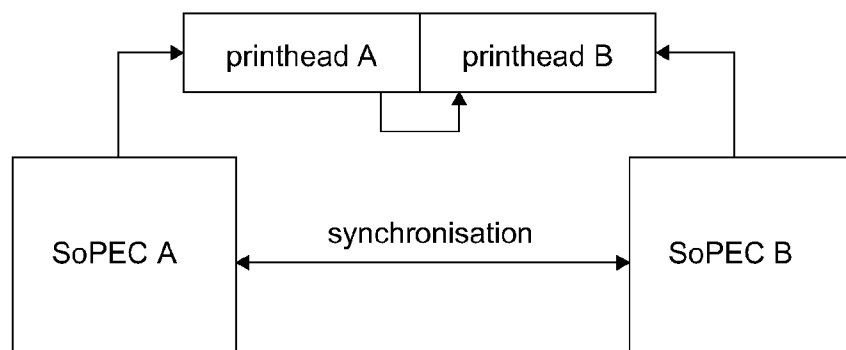 printhead A
printhead B
synchronisation
SoPEC A
SoPEC B